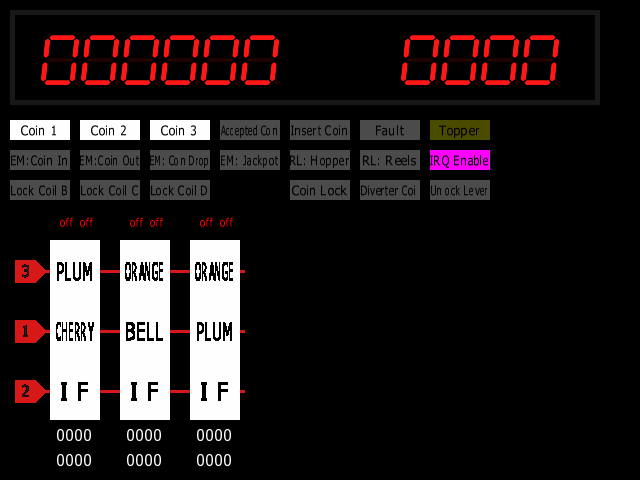 000000 0000
Coin 1 Coin 2 Coin 3 Accepted Coin Insert Coin Fault Topper
EM:Coin In EM:Coin Out EM: Coin Drop EM: Jackpot RL: Hopper RL: Reels IRQ Enable
Lock Coil B Lock Coil C Lock Coil D Coin Lock Diverter Coi Unlock Lever
off off off off off off
3 PLUM ORANGE ORANGE
1 CHERRY BELL PLUM
2 I F I F I F
0000 0000 0000
0000 0000 0000